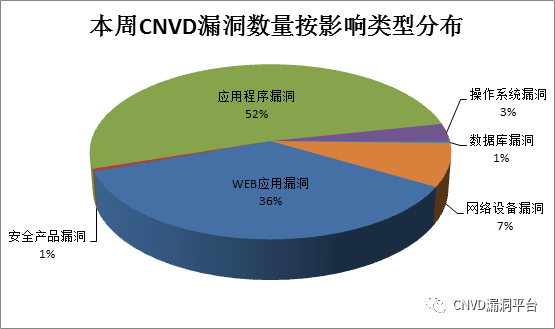 本周CNVD漏洞数量按影响类型分布
应用程序漏洞
52%
操作系统漏洞
3%
数据库漏洞
1%
WEB应用漏洞
36%
网络设备漏洞
7%
安全产品漏洞
1%
CNVD漏洞平台